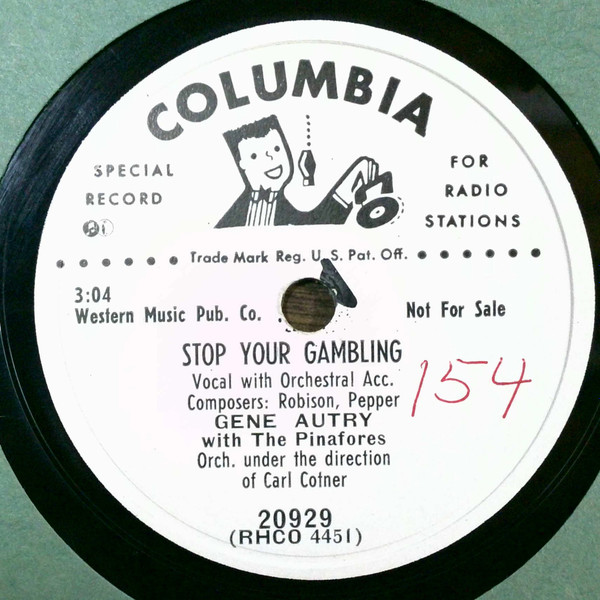 COLUMBIA
SPECIAL
RECORD
FOR
RADIO
STATIONS
Trade Mark Reg. U. S. Pat. Off.
3:04
Western Music Pub. Co.
Not For Sale
STOP YOUR GAMBLING
Vocal with Orchestral Acc.
Composers: Robison, Pepper
154
GENE AUTRY
with The Pinafores
Orch. under the direction
of Carl Cotner
20929
(RHCO 4451)